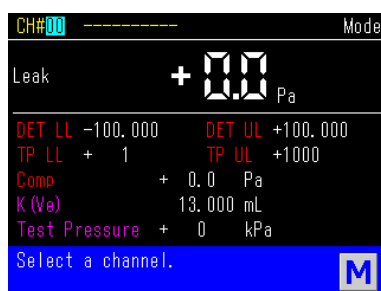 CH#00 ---------- Mode
Leak + 0.0 Pa
DET LL -100.000 DET UL +100.000
TP LL + 1 TP UL +1000
Comp + 0.0 Pa
K(Ve) 13.000 mL
Test Pressure + 0 kPa
Select a channel. M